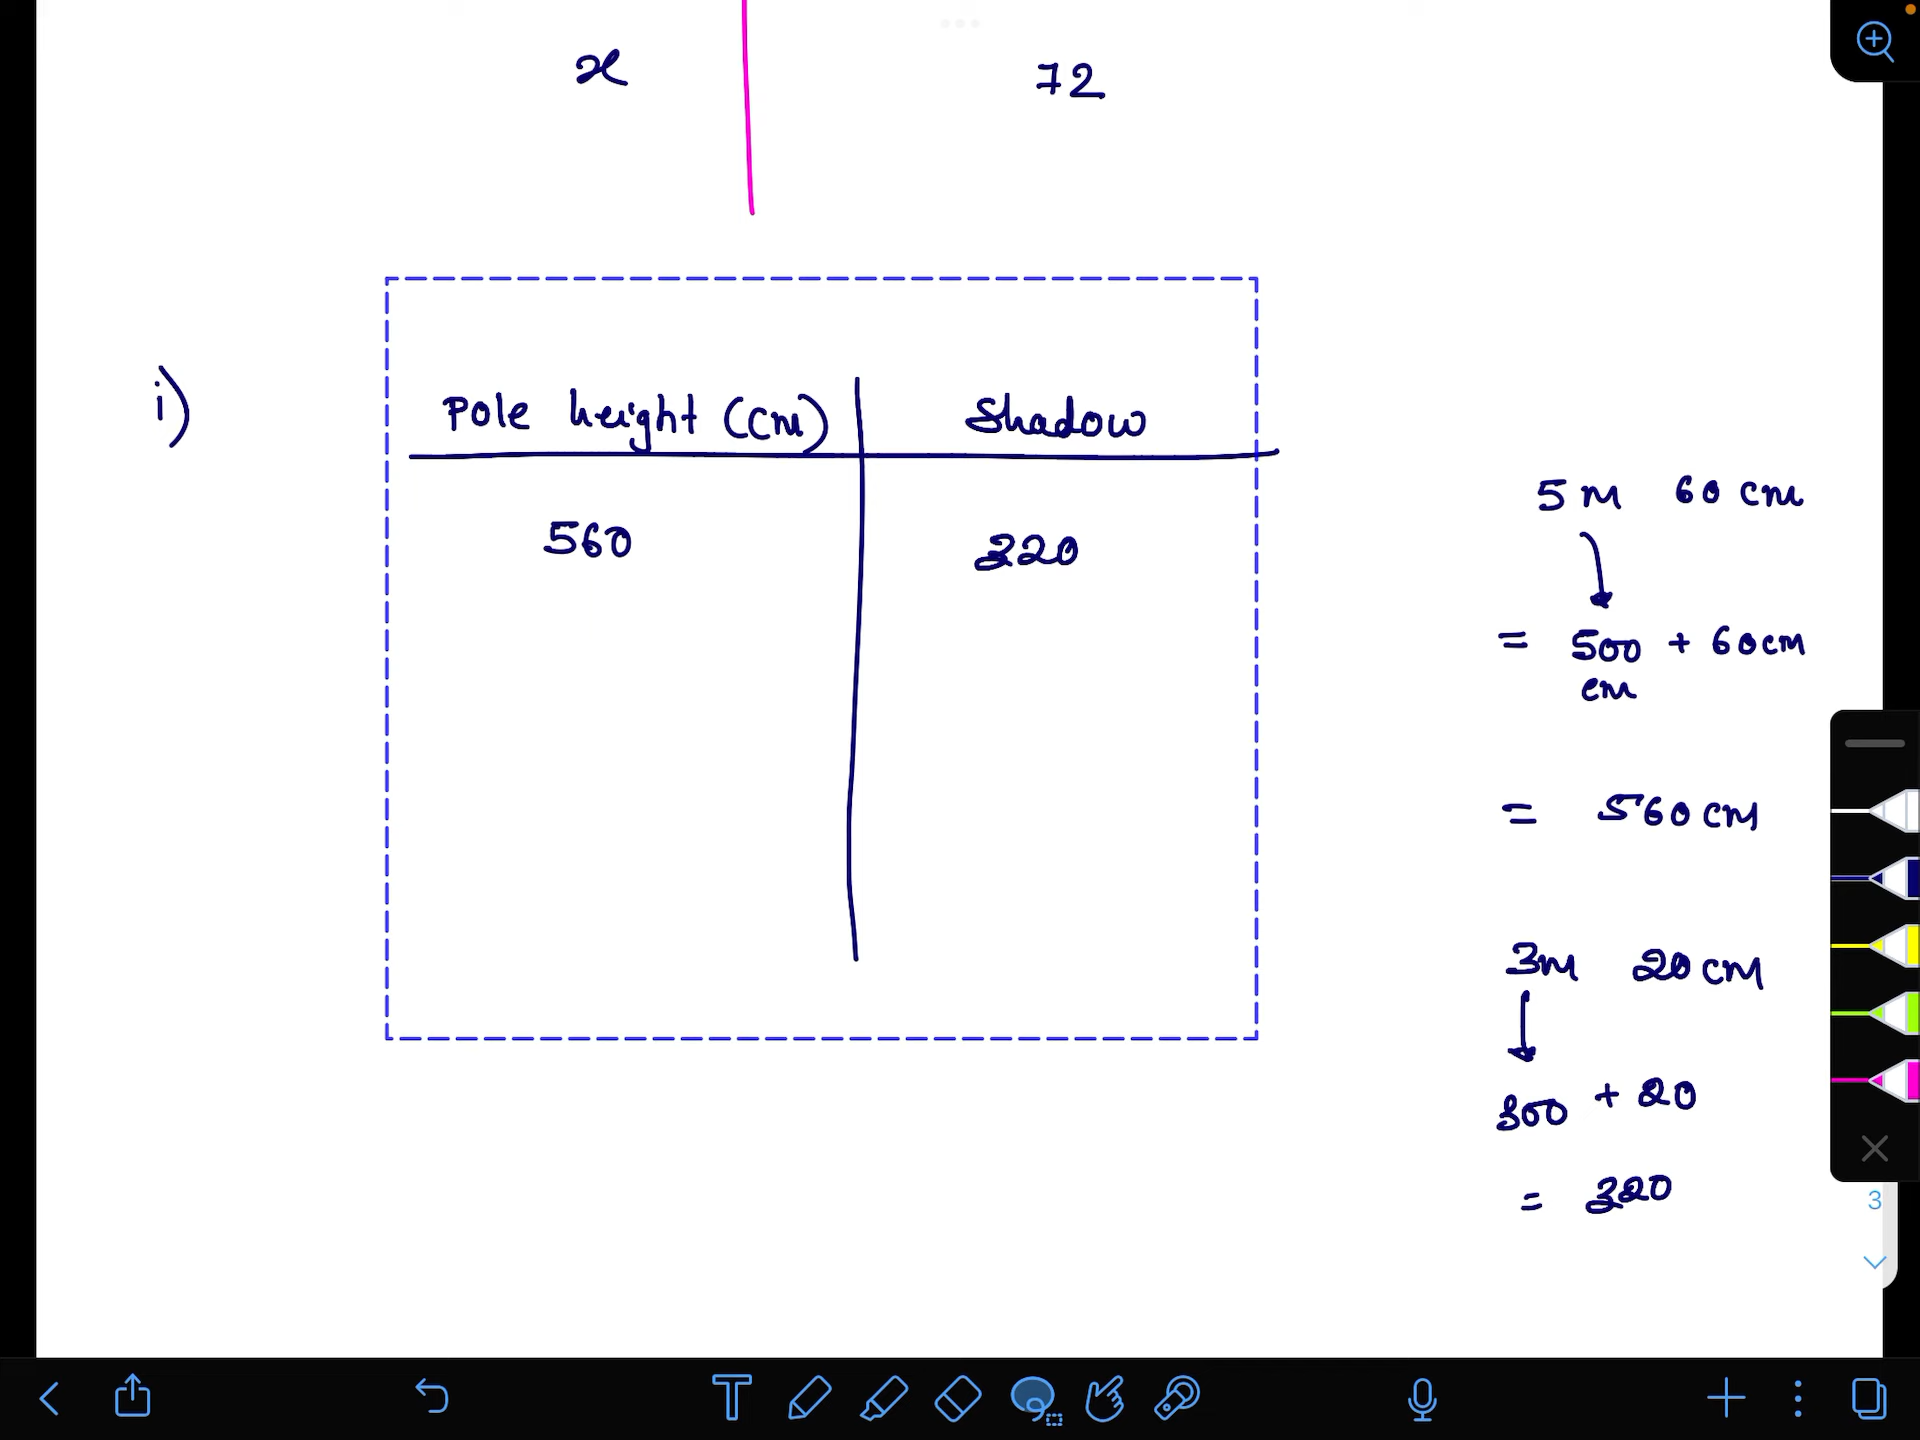 x 72
i)
Pole height (cm) Shadow
560 320
5 m 60 cm
= 500 + 60cm
cm
= 560 cm
3m 20 cm
300 + 20
= 320
3